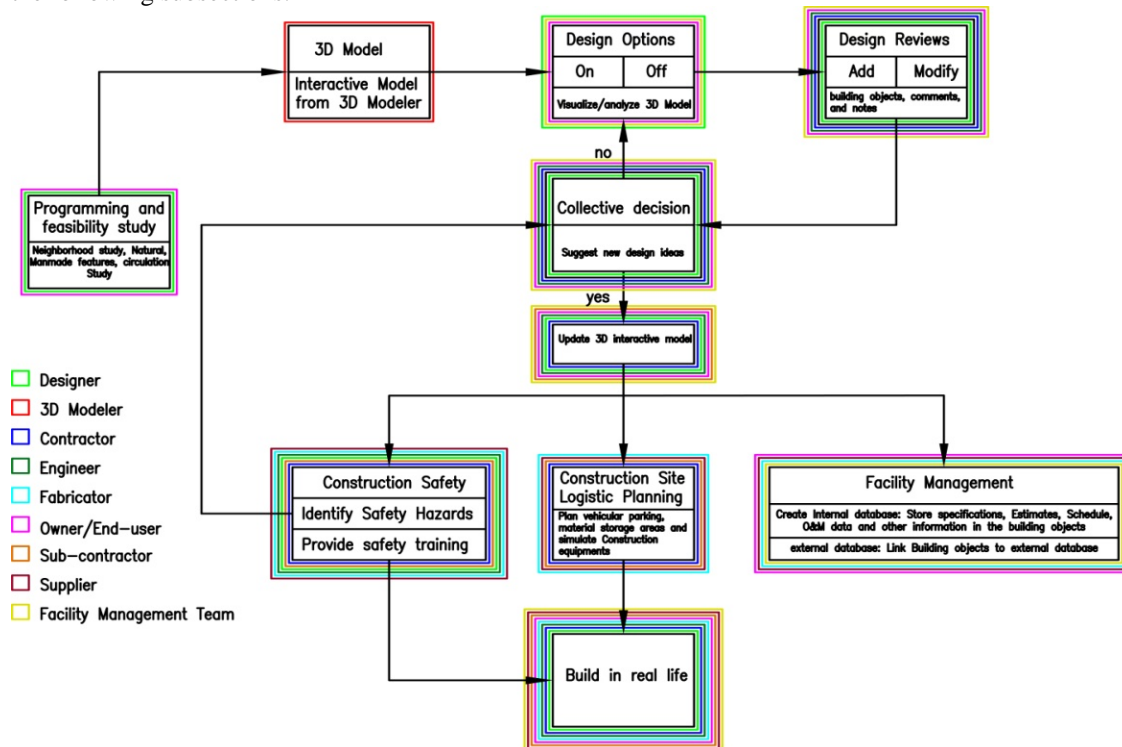 3D Model
Interactive Model
from 3D Modeler
Design Options
On
Off
Visualize/analyze 3D Model
Design Reviews
Add
Modify
building objects, comments,
and notes
no
Programming and
feasibility study
Neighborhood study, Natural,
Manmade features, circulation
Study
Collective decision
Suggest new design ideas
yes
Update 3D interactive model
Designer
3D Modeler
Contractor
Engineer
Fabricator
Owner/End-user
Sub-contractor
Supplier
Facility Management Team
Construction Safety
Identify Safety Hazards
Provide safety training
Construction Site
Logistic Planning
Plan vehicular parking,
material storage areas and
simulate Construction
equipments
Facility Management
Create Internal database: Store specifications, Estimates, Schedule,
O&M data and other information in the building objects
external database: Link Building objects to external database
Build in real life